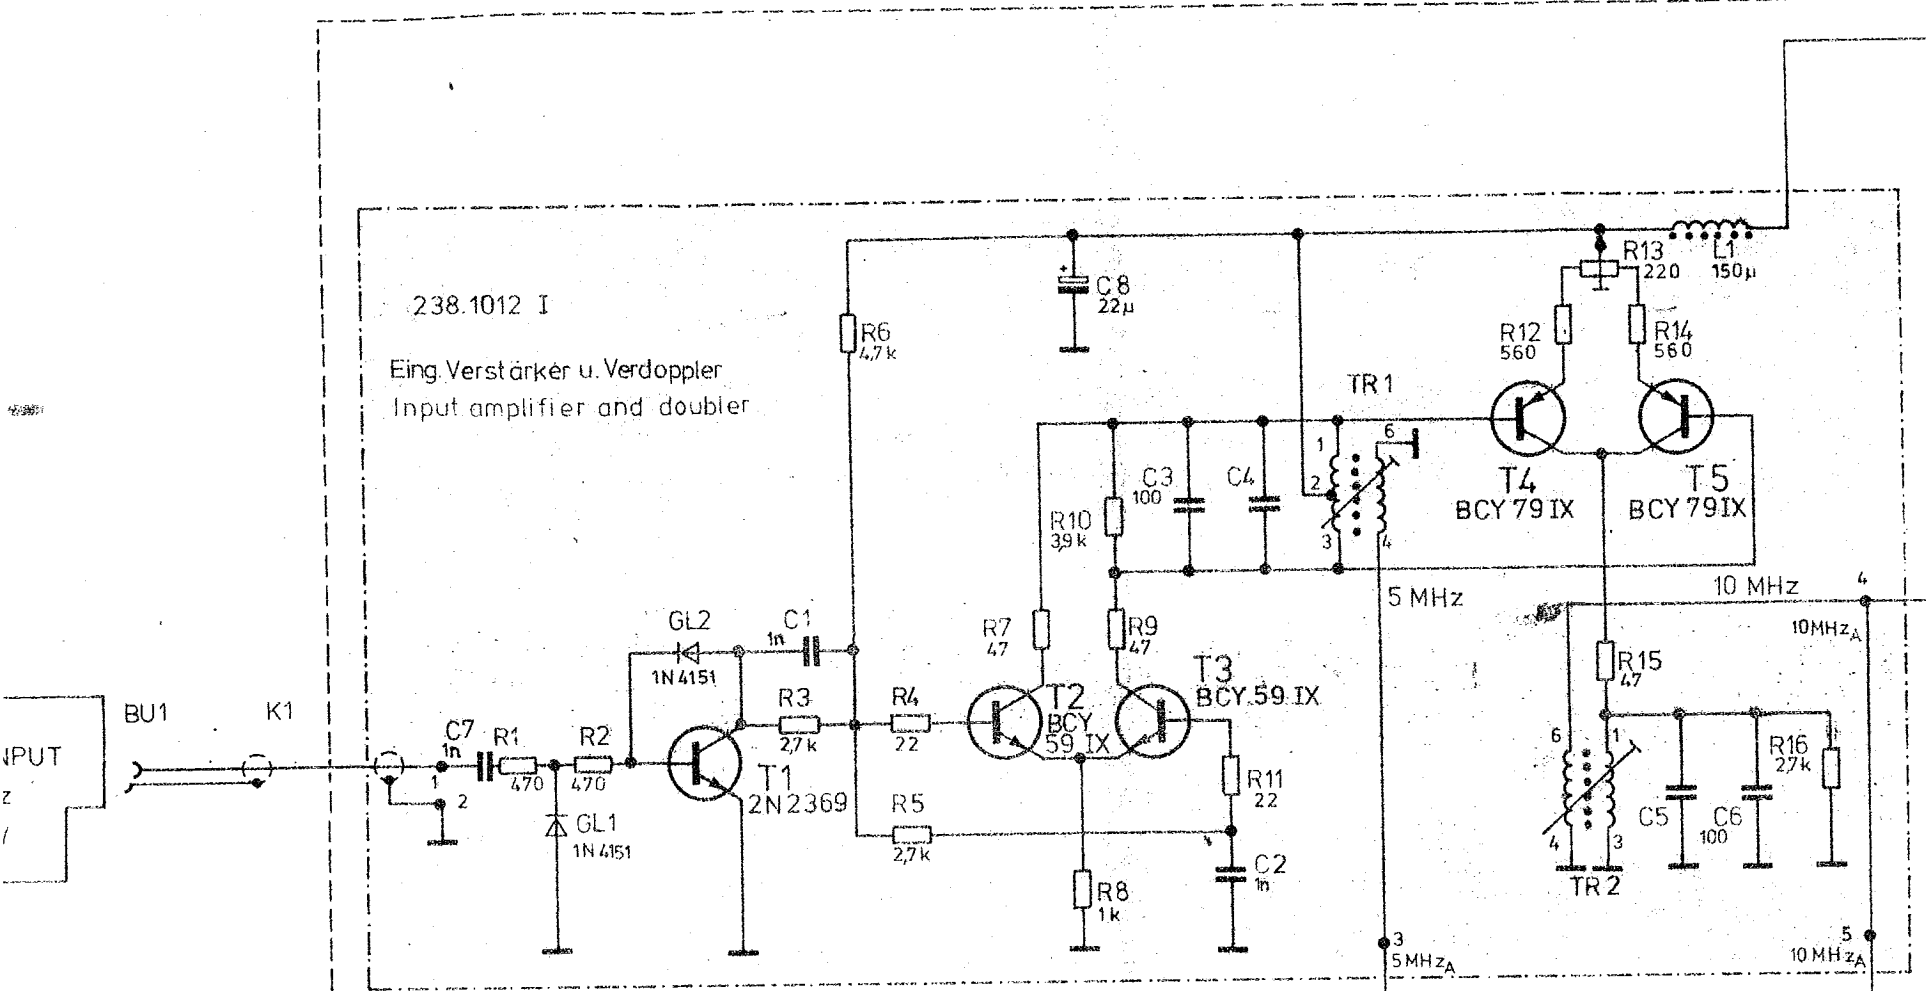 238.1012 I
Eing.Verstärker u. Verdoppler
Input amplifier and doubler
R13
220
L1
150µ
C8
22µ
+
R6
4,7k
R12
560
R14
560
TR 1
T4
BCY 79 IX
T5
BCY 79 IX
1
6
2
3
4
C3
100
C4
R10
3,9k
5 MHz
10 MHz
4
10MHzA
GL2
1N4151
C1
1n
R7
47
R9
47
R15
47
T2
BCY
59 IX
T3
BCY 59 IX
BU1
K1
C7
1n
R1
470
R2
470
R3
2,7k
R4
22
INPUT
z
1
2
T1
2N2369
GL1
1N4151
R5
2,7k
R11
22
C2
1n
R8
1k
6
1
4
3
TR 2
C5
C6
100
R16
2,7k
3
5MHzA
5
10MHzA